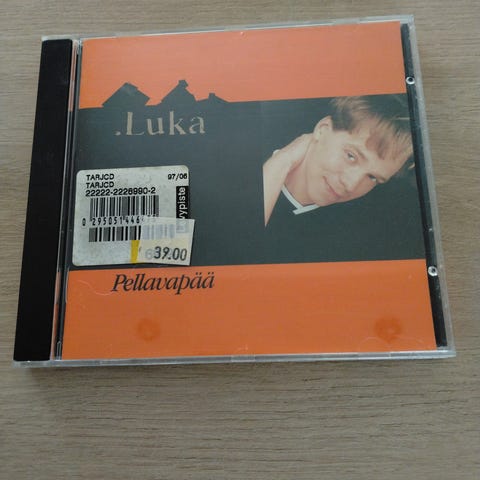 .Luka
TARJCD 97/06
TARJCD
22222-2226990-2
39.00
Pellavapää